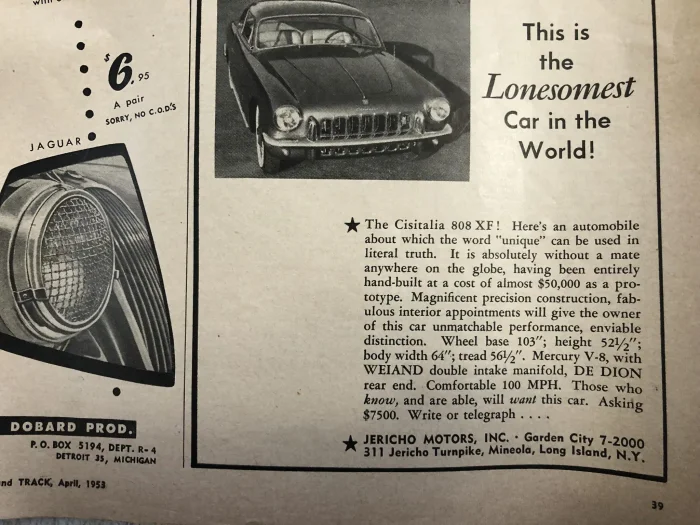 $6.95
A pair
SORRY, NO C.O.D.'S
JAGUAR
DOBARD PROD.
P.O. BOX 5194, DEPT. R-4
DETROIT 35, MICHIGAN
TRACK, April, 1953
This is
the
Lonesomest
Car in the
World!
★ The Cisitalia 808 XF! Here's an automobile
about which the word "unique" can be used in
literal truth. It is absolutely without a mate
anywhere on the globe, having been entirely
hand-built at a cost of almost $50,000 as a pro-
totype. Magnificent precision construction, fab-
ulous interior appointments will give the owner
of this car unmatchable performance, enviable
distinction. Wheel base 103"; height 52½";
body width 64"; tread 56½". Mercury V-8, with
WEIAND double intake manifold, DE DION
rear end. Comfortable 100 MPH. Those who
know, and are able, will want this car. Asking
$7500. Write or telegraph . . . .
★ JERICHO MOTORS, INC. · Garden City 7-2000
311 Jericho Turnpike, Mineola, Long Island, N.Y.
39